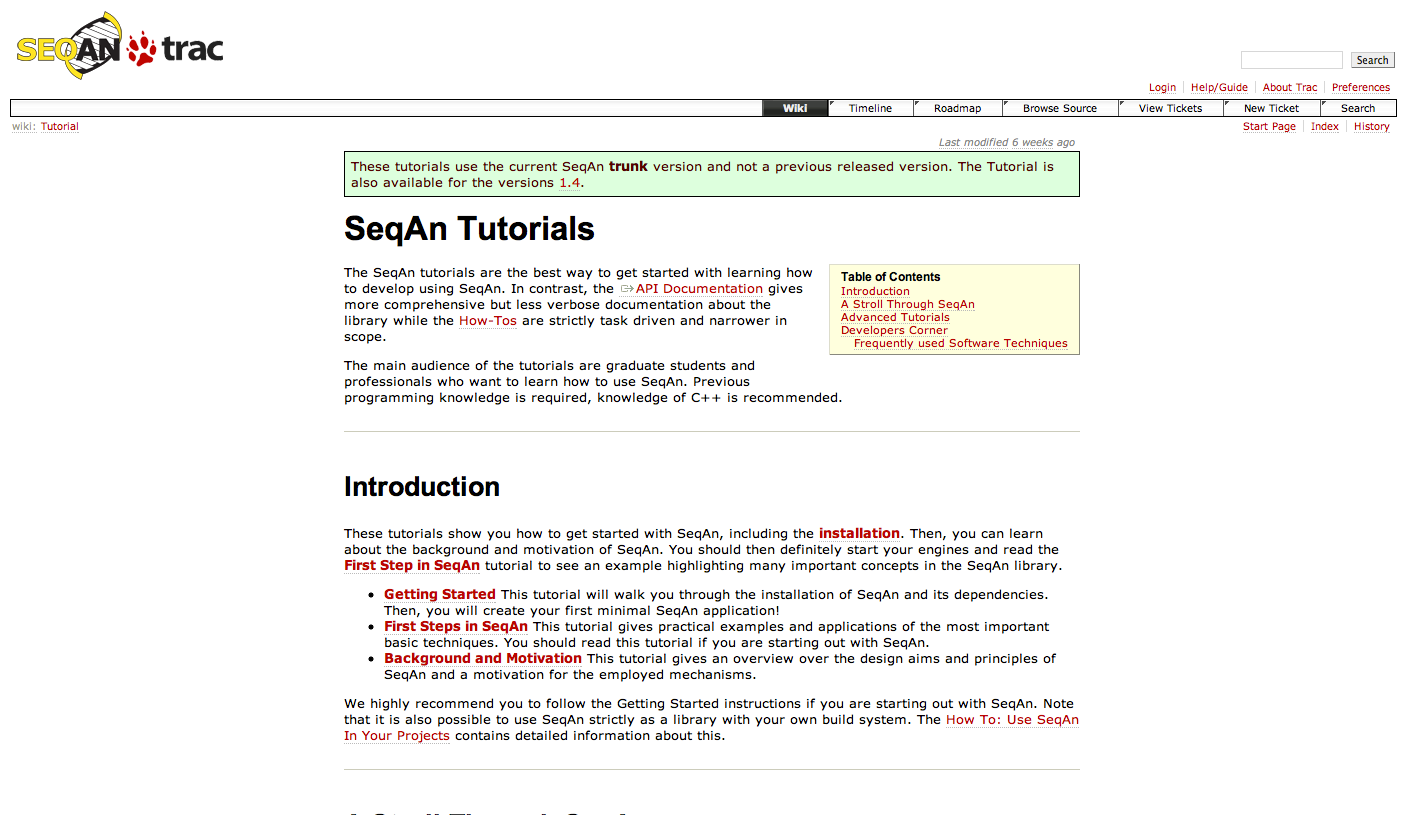 SEQAN trac
Search
Login Help/Guide About Trac Preferences
Wiki Timeline Roadmap Browse Source View Tickets New Ticket Search
wiki: Tutorial
Start Page Index History
Last modified 6 weeks ago
These tutorials use the current SeqAn trunk version and not a previous released version. The Tutorial is
also available for the versions 1.4.
SeqAn Tutorials
The SeqAn tutorials are the best way to get started with learning how
to develop using SeqAn. In contrast, the API Documentation gives
more comprehensive but less verbose documentation about the
library while the How-Tos are strictly task driven and narrower in
scope.
Table of Contents
Introduction
A Stroll Through SeqAn
Advanced Tutorials
Developers Corner
Frequently used Software Techniques
The main audience of the tutorials are graduate students and
professionals who want to learn how to use SeqAn. Previous
programming knowledge is required, knowledge of C++ is recommended.
Introduction
These tutorials show you how to get started with SeqAn, including the installation. Then, you can learn
about the background and motivation of SeqAn. You should then definitely start your engines and read the
First Step in SeqAn tutorial to see an example highlighting many important concepts in the SeqAn library.
• Getting Started This tutorial will walk you through the installation of SeqAn and its dependencies.
Then, you will create your first minimal SeqAn application!
• First Steps in SeqAn This tutorial gives practical examples and applications of the most important
basic techniques. You should read this tutorial if you are starting out with SeqAn.
• Background and Motivation This tutorial gives an overview over the design aims and principles of
SeqAn and a motivation for the employed mechanisms.
We highly recommend you to follow the Getting Started instructions if you are starting out with SeqAn. Note
that it is also possible to use SeqAn strictly as a library with your own build system. The How To: Use SeqAn
In Your Projects contains detailed information about this.